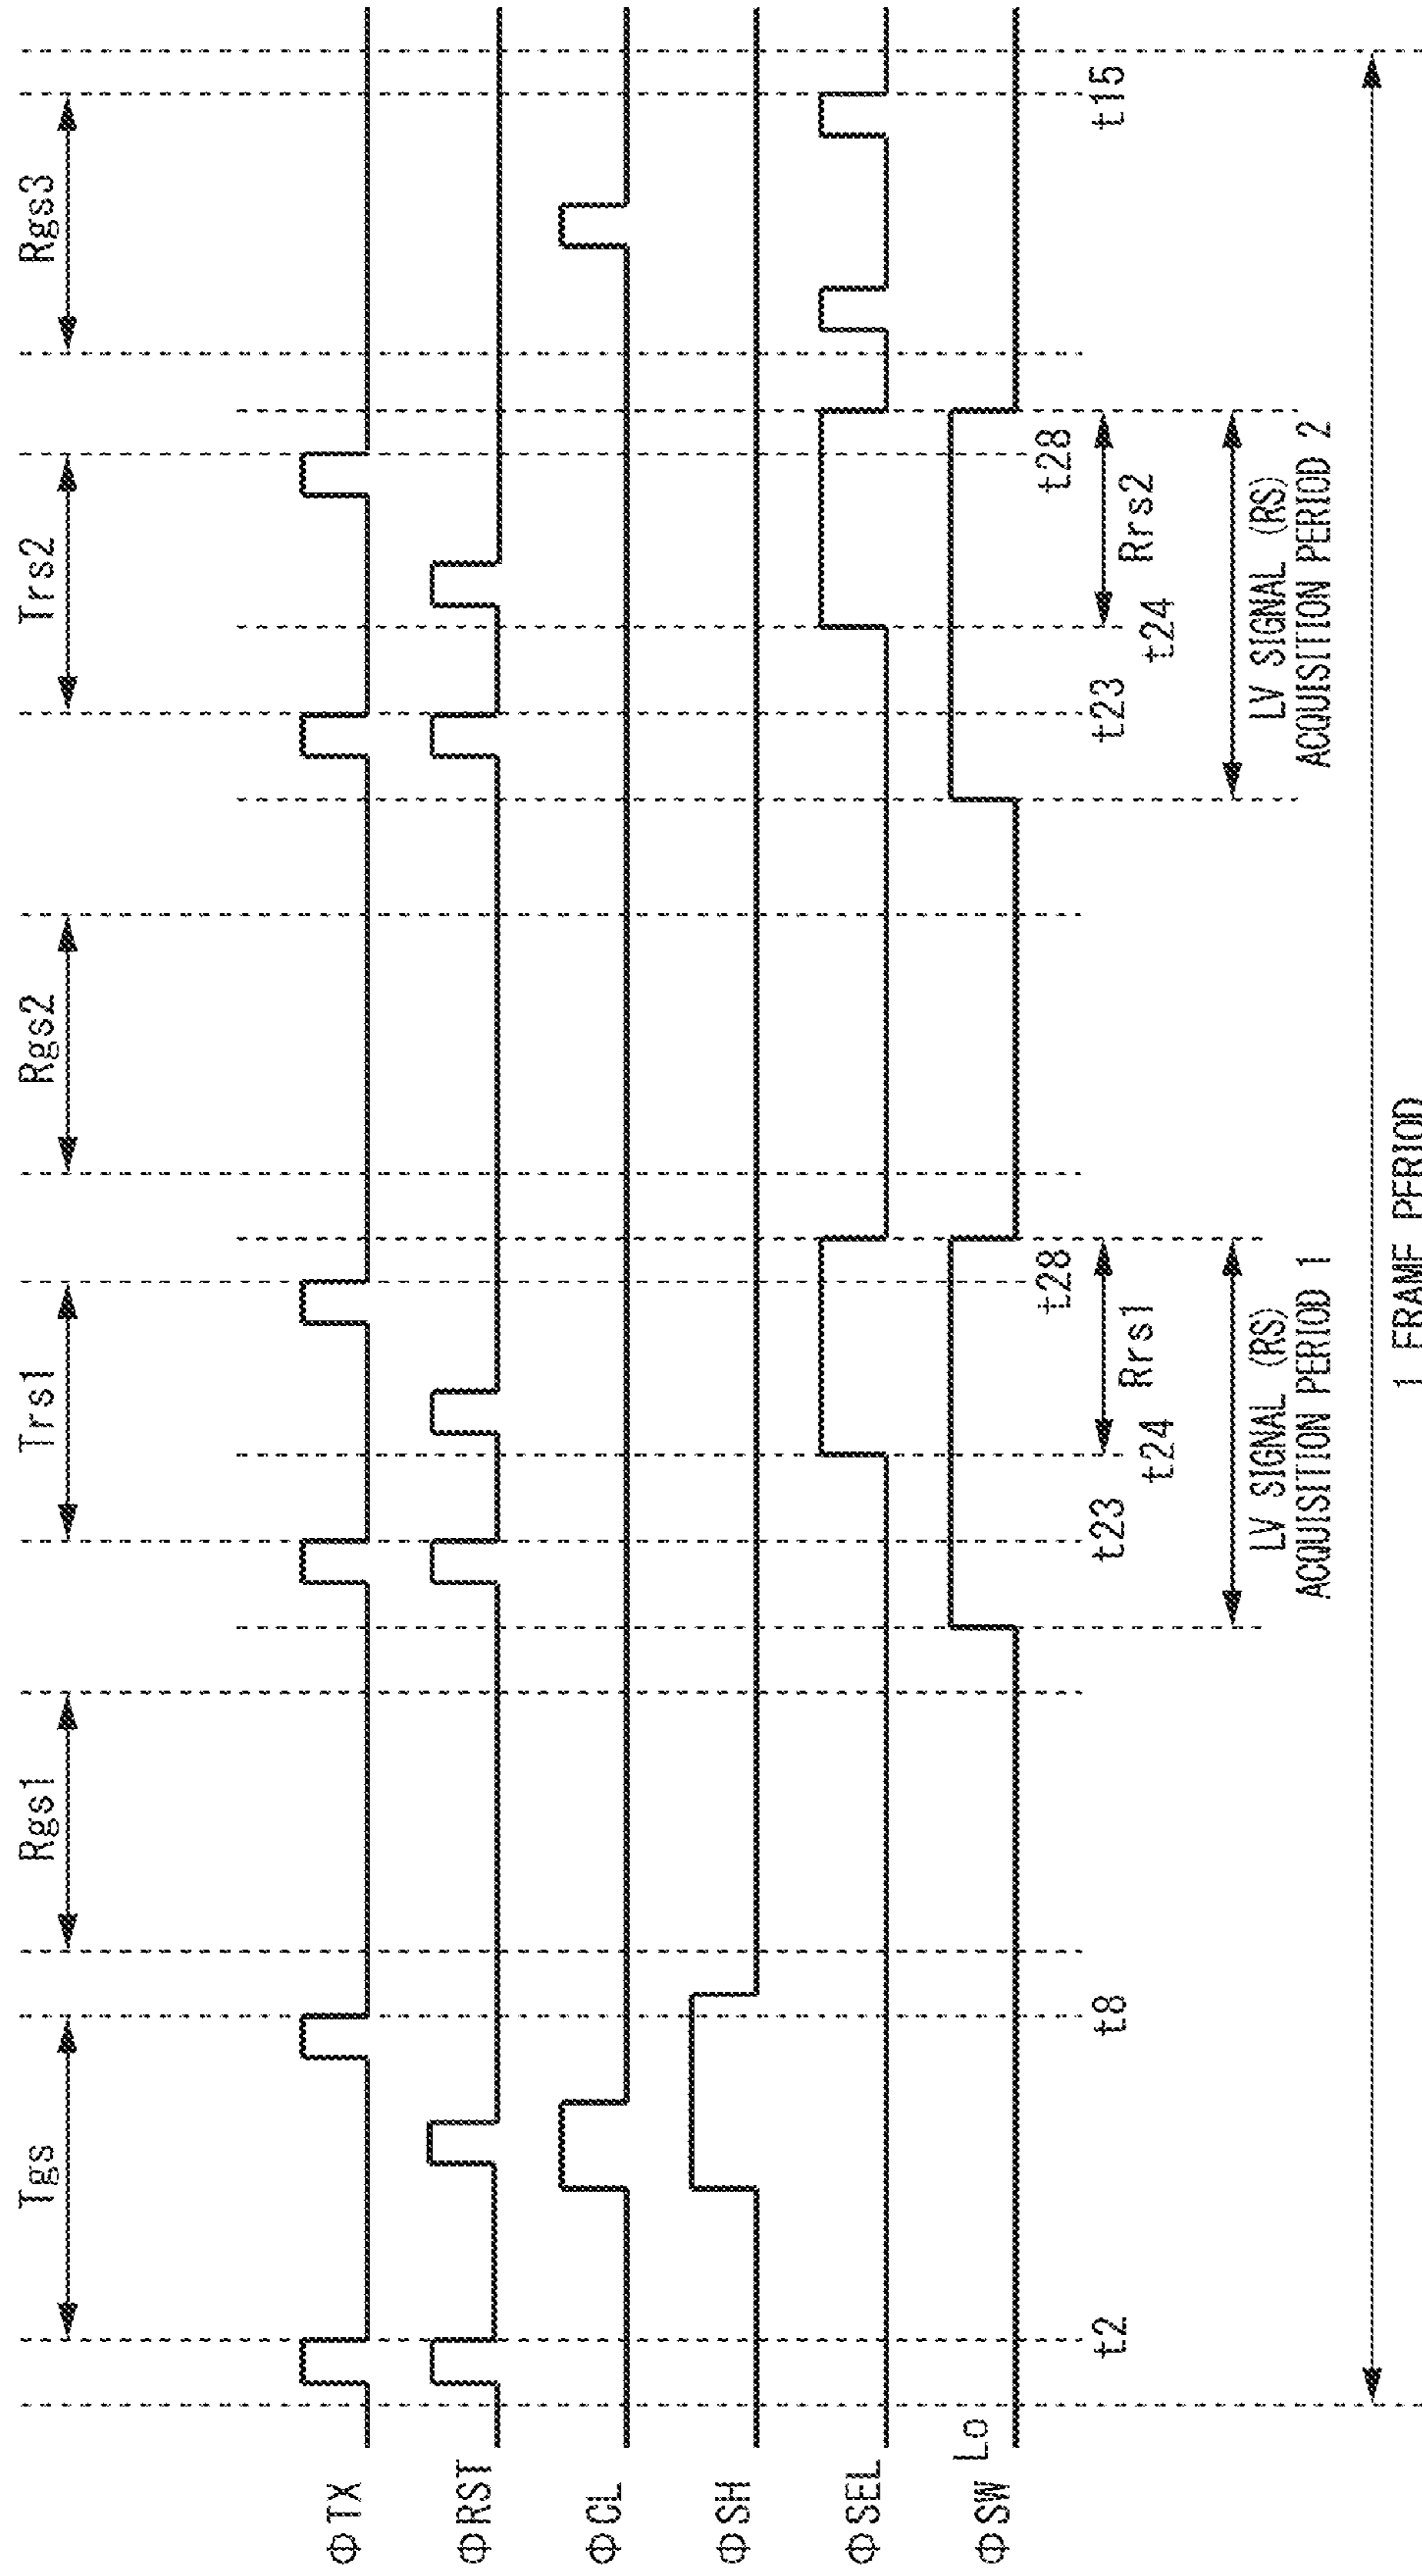 Tgs
Rgs1
Trs1
Rgs2
Trs2
Rgs3
ΦTX
ΦRST
ΦCL
ΦSH
ΦSEL
ΦSW
Lo
t2
t8
t23
t24
t28
t23
t24
t28
t15
Rrs1
Rrs2
LV SIGNAL (RS)
ACQUISITION PERIOD 1
LV SIGNAL (RS)
ACQUISITION PERIOD 2
1 FRAME PERIOD